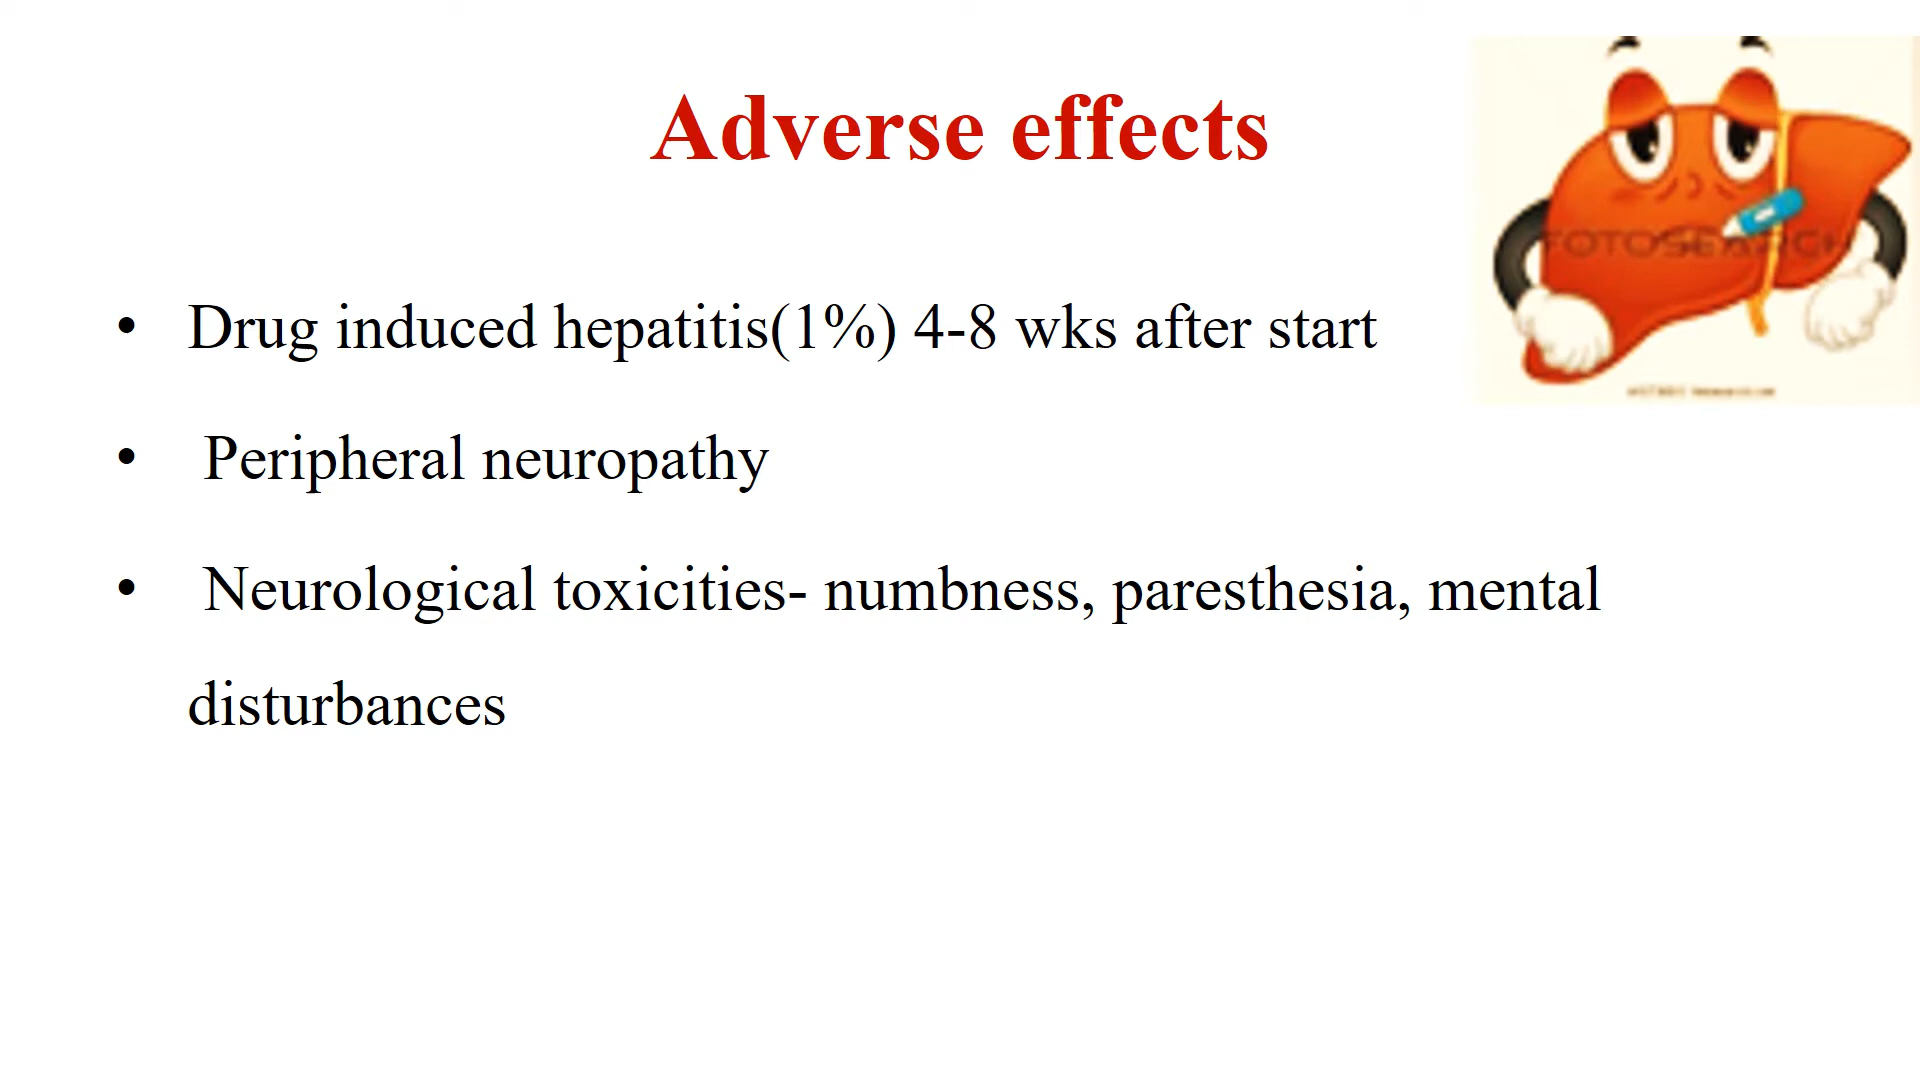 Adverse effects
• Drug induced hepatitis(1%) 4-8 wks after start
• Peripheral neuropathy
• Neurological toxicities- numbness, paresthesia, mental
disturbances
FOTOSEARCH